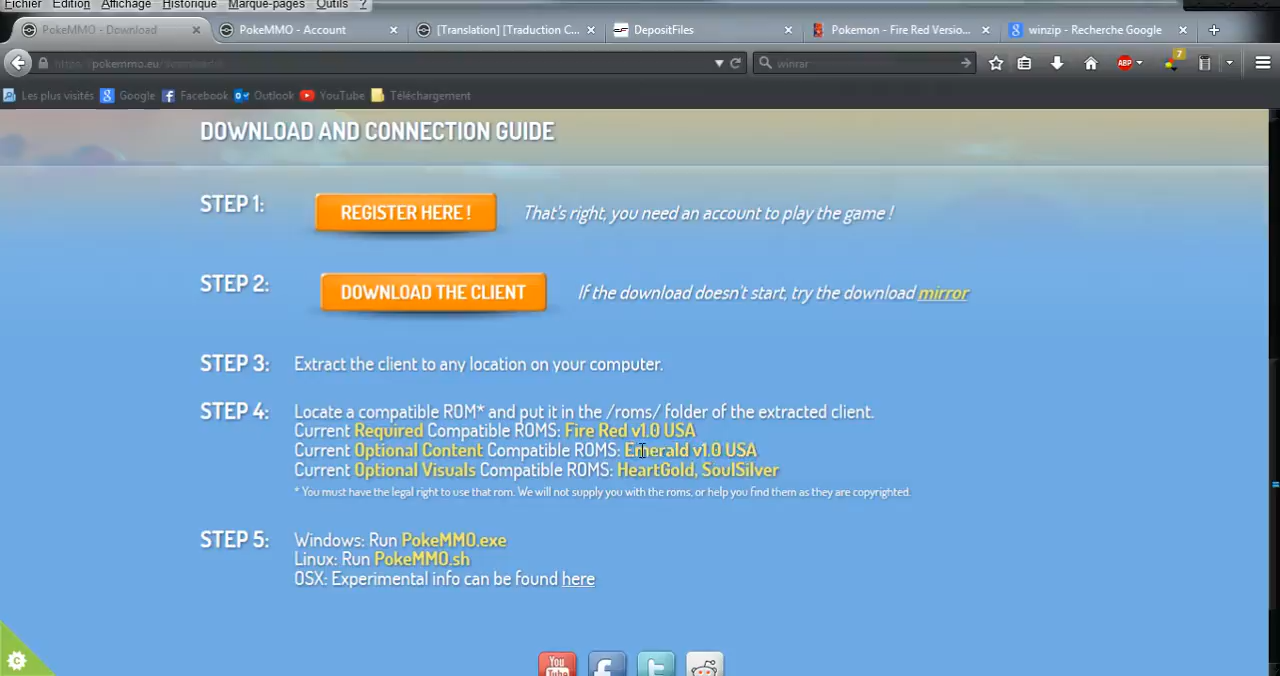 Fichier Edition Affichage Historique Marque-pages Outils ?
PokeMMO - Download
PokeMMO - Account
[Translation] [Traduction C...
DepositFiles
Pokemon - Fire Red Versio...
winzip - Recherche Google
winrar
ABP
7
Les plus visités Google Facebook Outlook YouTube Téléchargement
DOWNLOAD AND CONNECTION GUIDE
STEP 1: REGISTER HERE ! That's right, you need an account to play the game !
STEP 2: DOWNLOAD THE CLIENT If the download doesn't start, try the download mirror
STEP 3: Extract the client to any location on your computer.
STEP 4: Locate a compatible ROM* and put it in the /roms/ folder of the extracted client.
Current Required Compatible ROMS: Fire Red v1.0 USA
Current Optional Content Compatible ROMS: Emerald v1.0 USA
Current Optional Visuals Compatible ROMS: HeartGold, SoulSilver
* You must have the legal right to use that rom. We will not supply you with the roms, or help you find them as they are copyrighted.
STEP 5: Windows: Run PokeMMO.exe
Linux: Run PokeMMO.sh
OSX: Experimental info can be found here
You
Tube